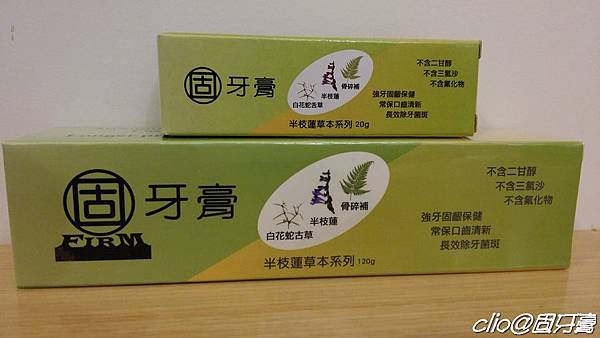 固牙膏
白花蛇古草
半枝蓮
骨碎補
半枝蓮草本系列 20g
不含二甘醇
不含三氯沙
不含氟化物
強牙固齦保健
常保口齒清新
長效除牙菌斑
固牙膏
FIRM
白花蛇古草
半枝蓮
骨碎補
半枝蓮草本系列 120g
不含二甘醇
不含三氯沙
不含氟化物
強牙固齦保健
常保口齒清新
長效除牙菌斑
clio@固牙膏